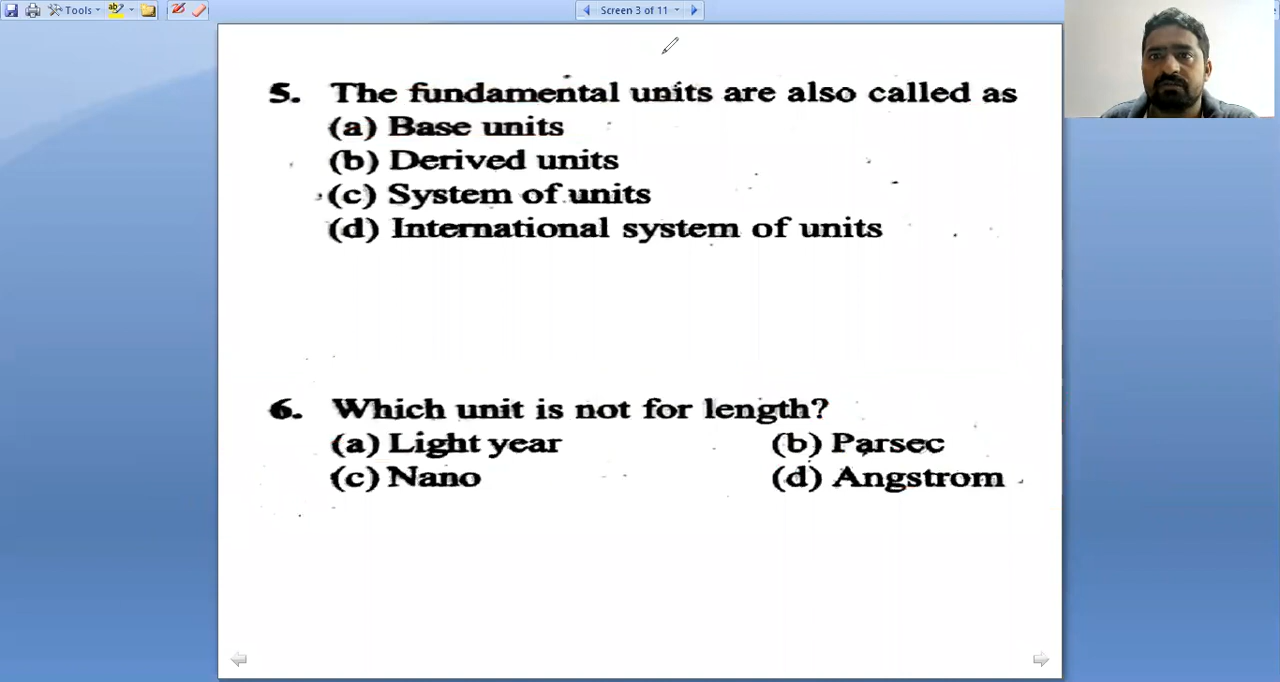 Tools
Screen 3 of 11
5. The fundamental units are also called as
(a) Base units
(b) Derived units
(c) System of units
(d) International system of units
6. Which unit is not for length?
(a) Light year (b) Parsec
(c) Nano (d) Angstrom